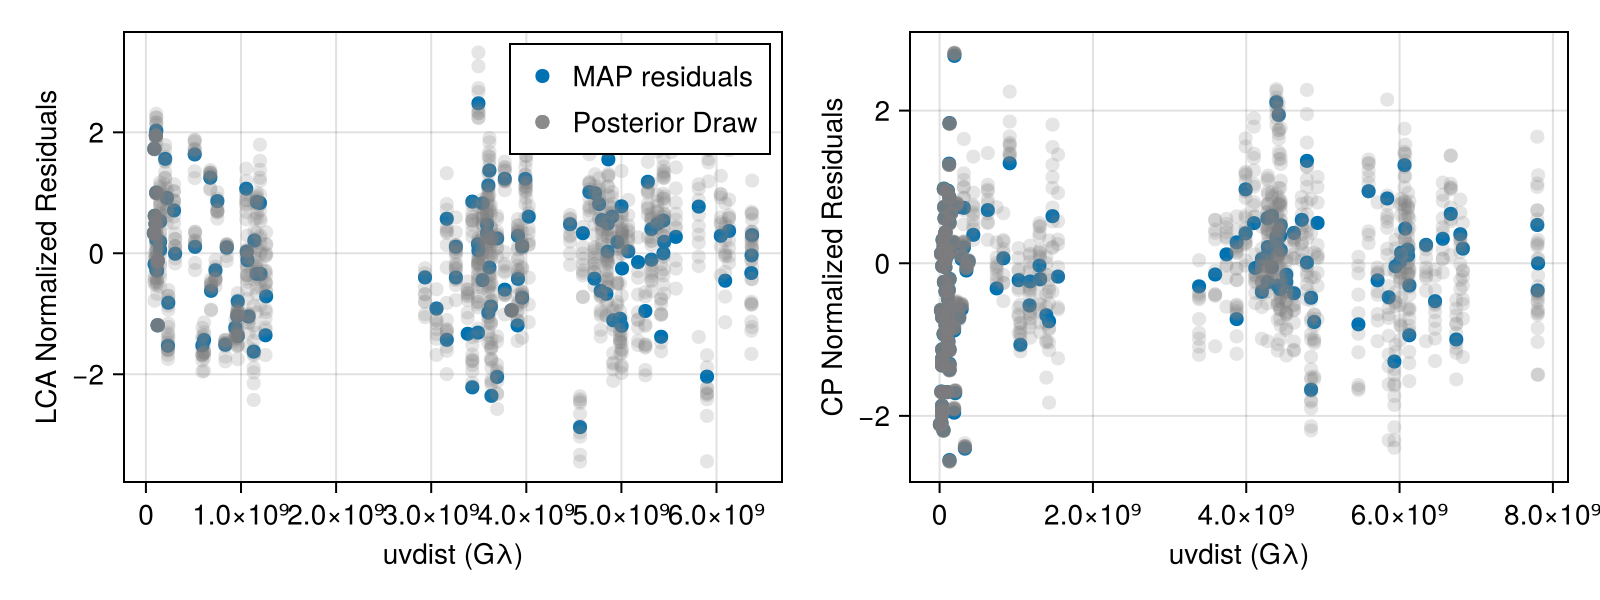 LCA Normalized Residuals
2
0
−2
MAP residuals
Posterior Draw
0 1.0×10⁹ 2.0×10⁹ 3.0×10⁹ 4.0×10⁹ 5.0×10⁹ 6.0×10⁹
uvdist (Gλ)
CP Normalized Residuals
2
0
−2
0 2.0×10⁹ 4.0×10⁹ 6.0×10⁹ 8.0×10⁹
uvdist (Gλ)